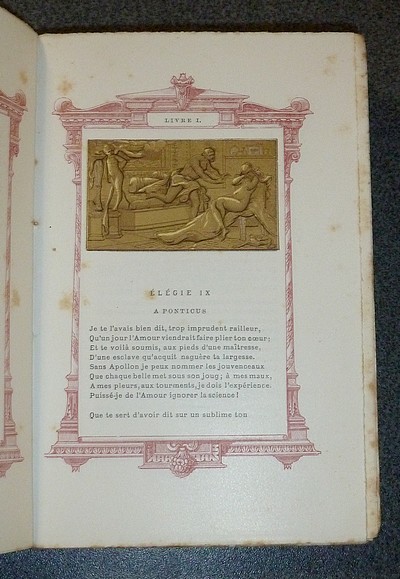 LIVRE I.
ÉLÉGIE IX
A PONTICUS
Je te l'avais bien dit, trop imprudent railleur,
Qu'un jour l'Amour viendrait faire plier ton cœur;
Et te voilà soumis, aux pieds d'une maîtresse,
D'une esclave qu'acquit naguère ta largesse.
Sans Apollon je peux nommer les jouvenceaux
Que chaque belle met sous son joug; à mes maux,
A mes pleurs, aux tourments, je dois l'expérience.
Puissé-je de l'Amour ignorer la science!
Que te sert d'avoir dit sur un sublime ton